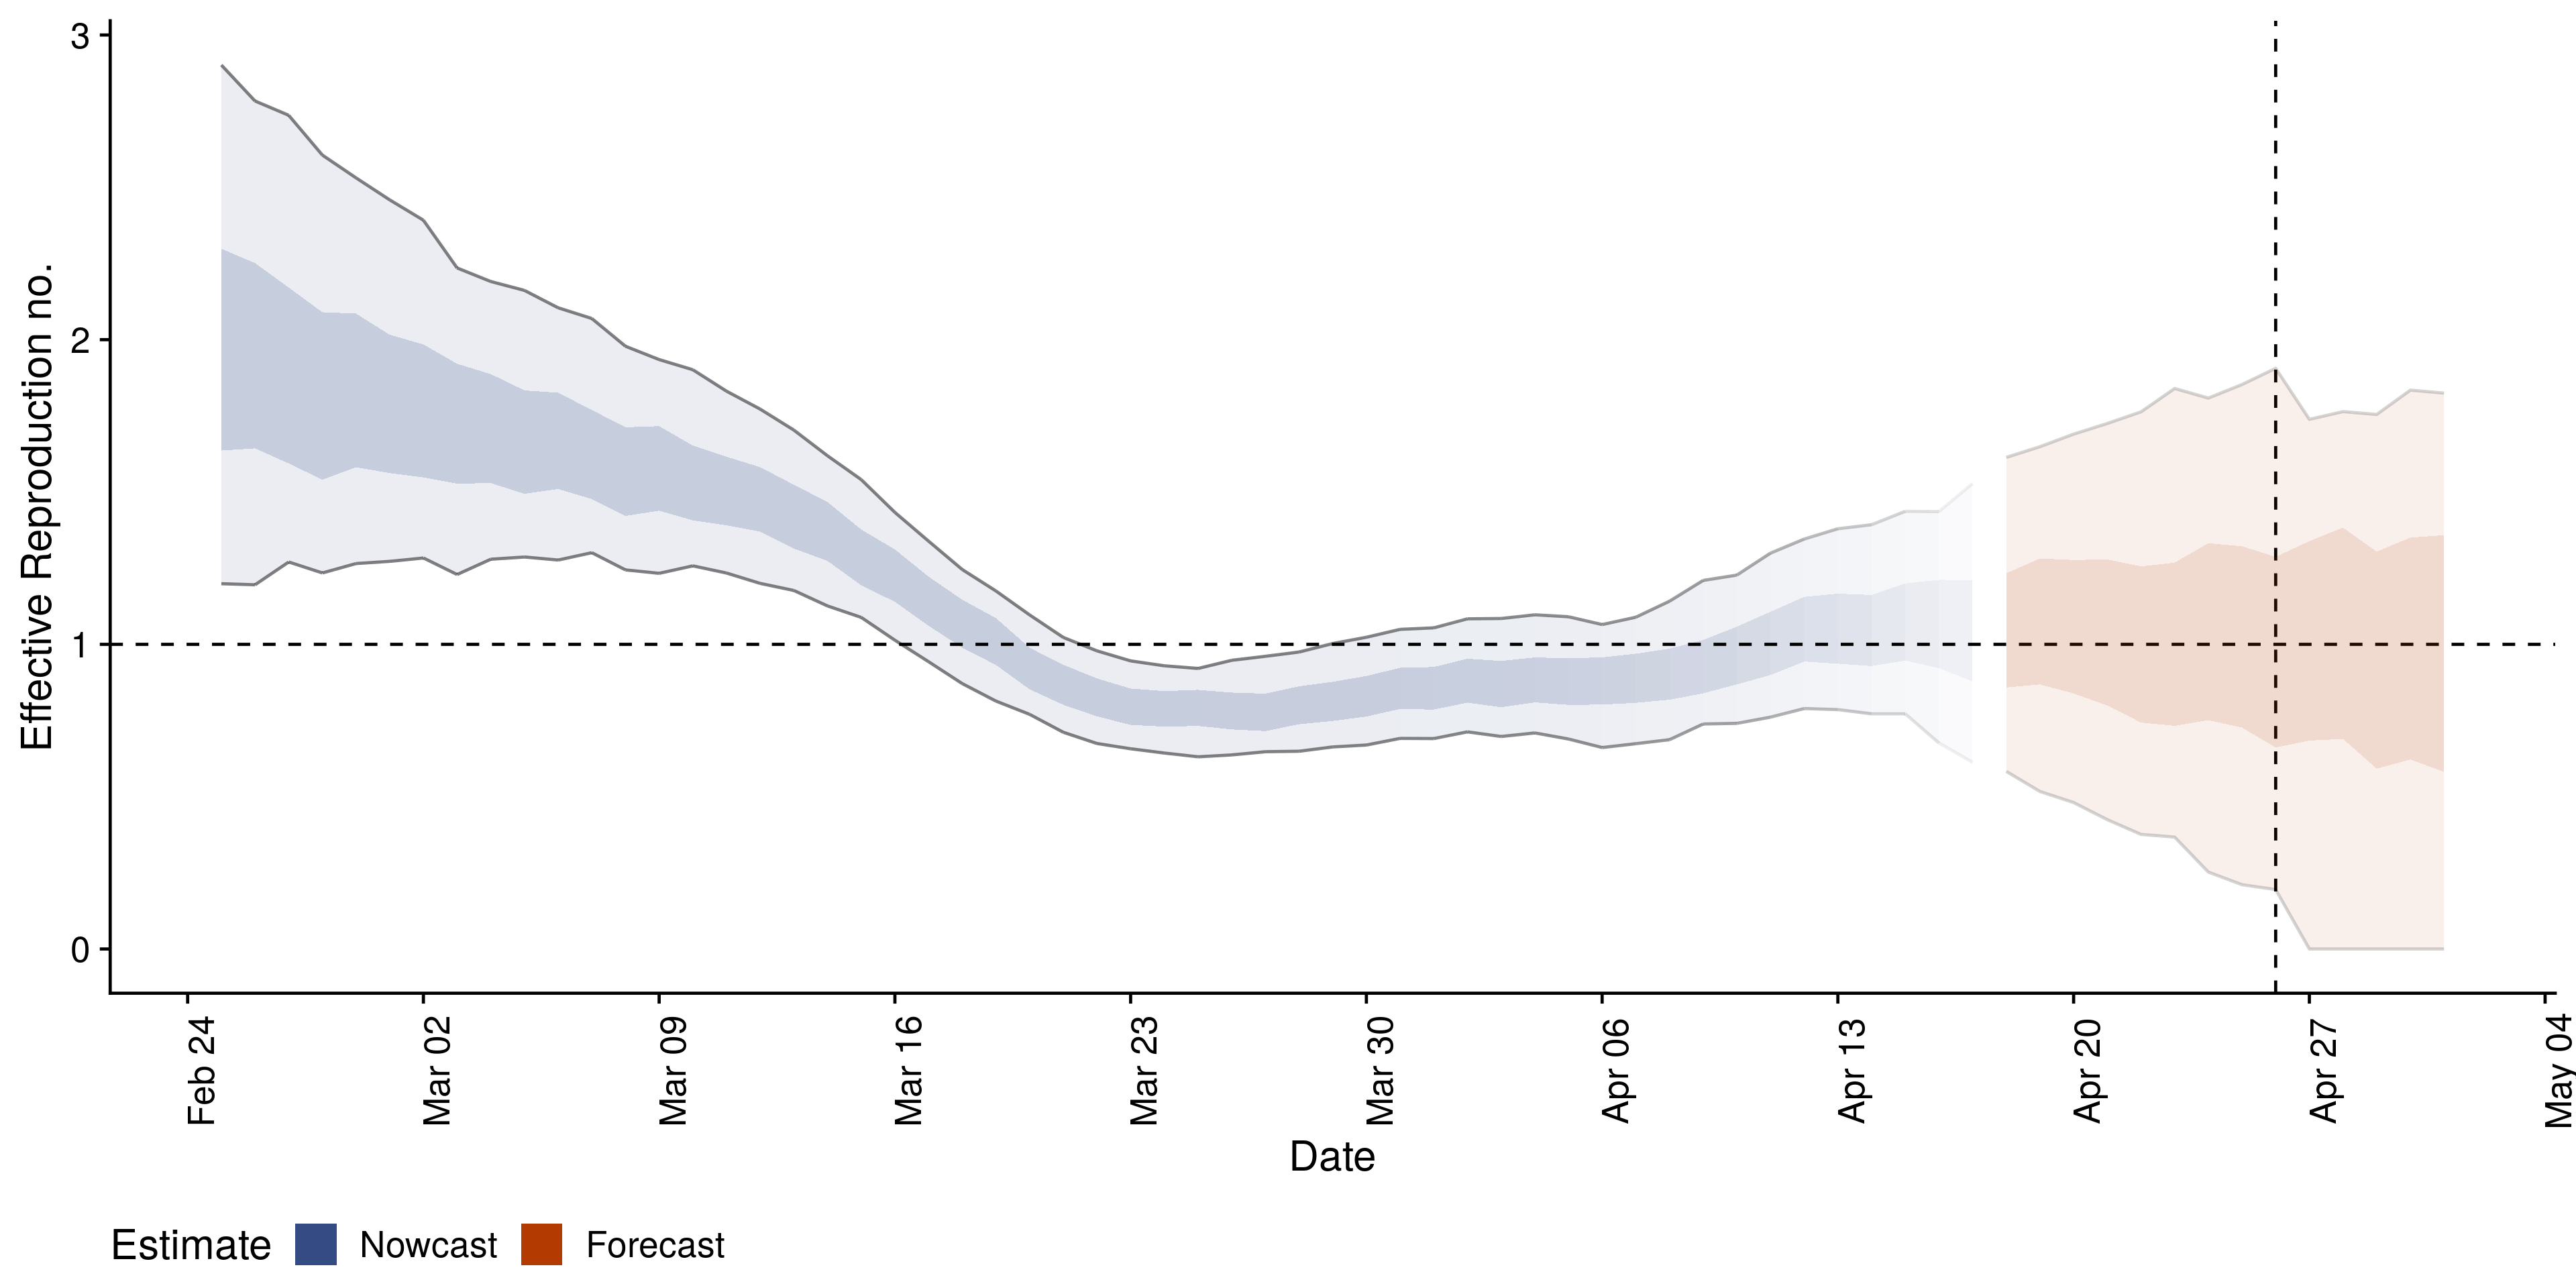 Effective Reproduction no.
3
2
1
0
Feb 24
Mar 02
Mar 09
Mar 16
Mar 23
Mar 30
Apr 06
Apr 13
Apr 20
Apr 27
May 04
Date
Estimate Nowcast Forecast